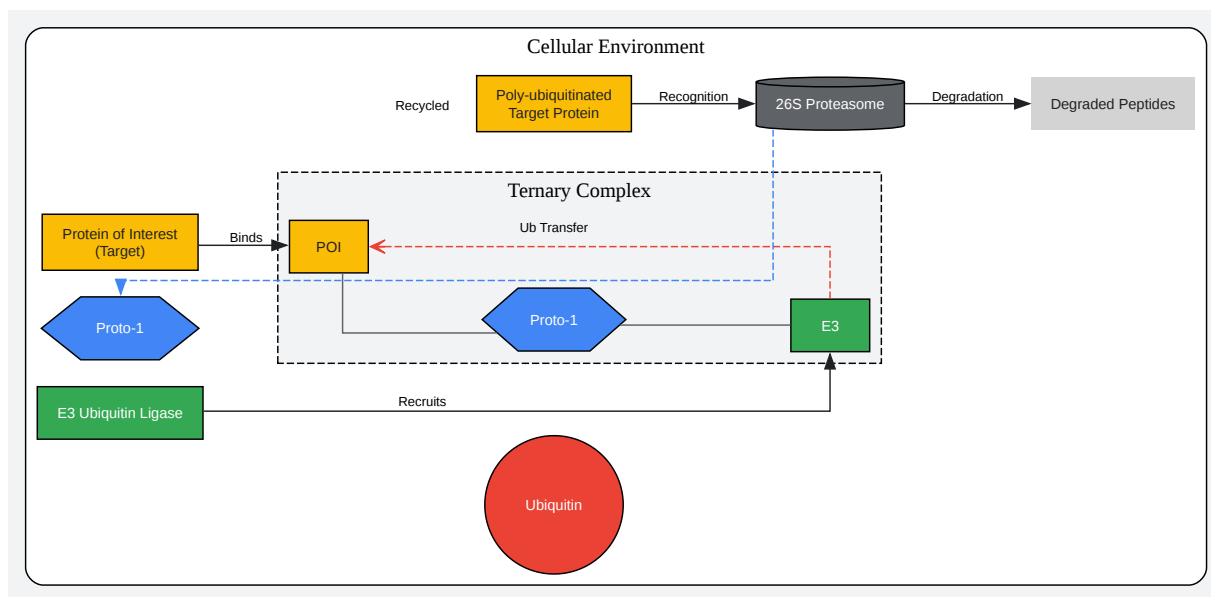 Cellular Environment
Recycled
Poly-ubiquitinated
Target Protein
Recognition
26S Proteasome
Degradation
Degraded Peptides
Ternary Complex
Protein of Interest
(Target)
Binds
POI
Ub Transfer
Proto-1
Proto-1
E3
E3 Ubiquitin Ligase
Recruits
Ubiquitin